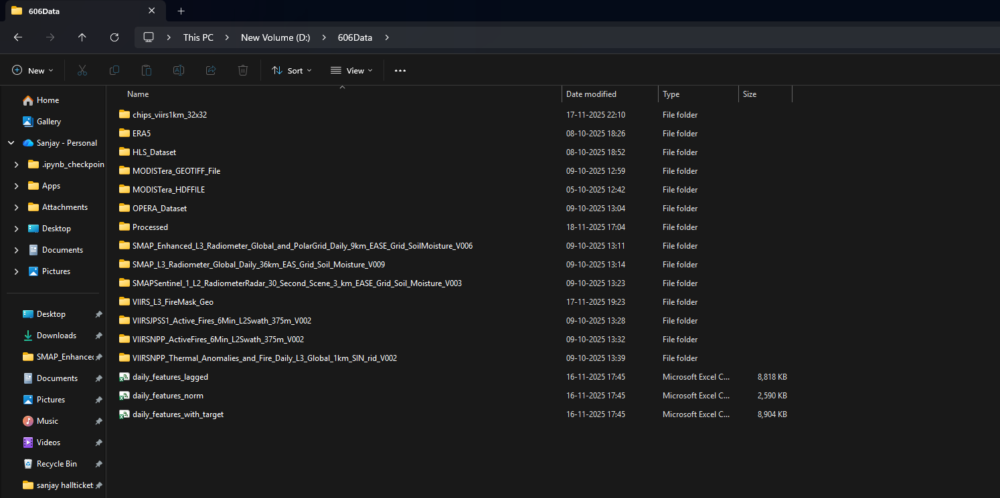 606Data
This PC New Volume (D:) 606Data
New Sort View
Name Date modified Type Size
Home
Gallery
Sanjay - Personal
.ipynb_checkpoin
Apps
Attachments
Desktop
Documents
Pictures
Desktop
Downloads
SMAP_Enhanced
Documents
Pictures
Music
Videos
Recycle Bin
sanjay hallticket
chips_viirs1km_32x32 17-11-2025 22:10 File folder
ERA5 08-10-2025 18:26 File folder
HLS_Dataset 08-10-2025 18:52 File folder
MODISTera_GEOTIFF_File 09-10-2025 12:59 File folder
MODISTera_HDFFILE 05-10-2025 12:42 File folder
OPERA_Dataset 09-10-2025 13:04 File folder
Processed 18-11-2025 17:04 File folder
SMAP_Enhanced_L3_Radiometer_Global_and_PolarGrid_Daily_9km_EASE_Grid_SoilMoisture_V006 09-10-2025 13:11 File folder
SMAP_L3_Radiometer_Global_Daily_36km_EAS_Grid_Soil_Moisture_V009 09-10-2025 13:14 File folder
SMAPSentinel_1_L2_RadiometerRadar_30_Second_Scene_3_km_EASE_Grid_Soil_Moisture_V003 09-10-2025 13:23 File folder
VIIRS_L3_FireMask_Geo 17-11-2025 19:23 File folder
VIIRSJPSS1_Active_Fires_6Min_L2Swath_375m_V002 09-10-2025 13:28 File folder
VIIRSNPP_ActiveFires_6Min_L2Swath_375m_V002 09-10-2025 13:32 File folder
VIIRSNPP_Thermal_Anomalies_and_Fire_Daily_L3_Global_1km_SIN_rid_V002 09-10-2025 13:39 File folder
daily_features_lagged 16-11-2025 17:45 Microsoft Excel C... 8,818 KB
daily_features_norm 16-11-2025 17:45 Microsoft Excel C... 2,590 KB
daily_features_with_target 16-11-2025 17:45 Microsoft Excel C... 8,904 KB